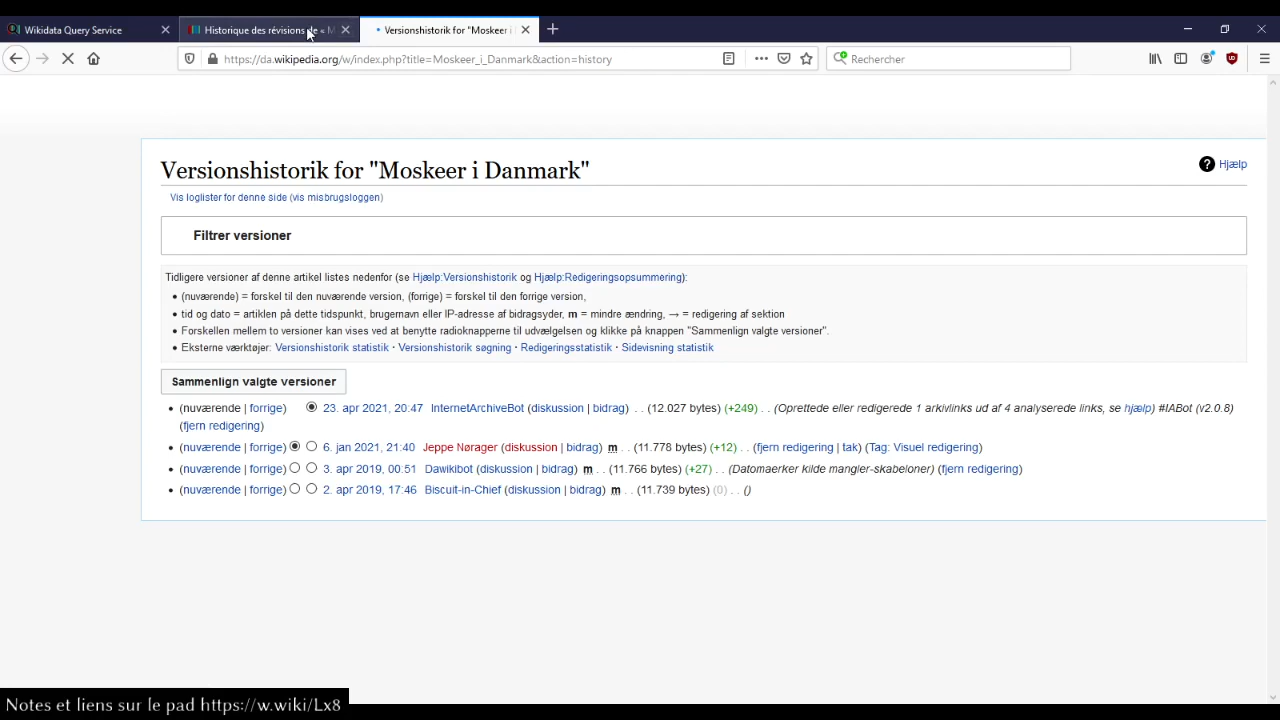 Wikidata Query Service
Historique des révisions de « M
Versionshistorik for "Moskeer i
https://da.wikipedia.org/w/index.php?title=Moskeer_i_Danmark&action=history
Rechercher
Versionshistorik for "Moskeer i Danmark"
Hjælp
Vis loglister for denne side (vis misbrugsloggen)
Filtrer versioner
Tidligere versioner af denne artikel listes nedenfor (se Hjælp:Versionshistorik og Hjælp:Redigeringsopsummering):
• (nuværende) = forskel til den nuværende version, (forrige) = forskel til den forrige version,
• tid og dato = artiklen på dette tidspunkt, brugernavn eller IP-adresse af bidragsyder, m = mindre ændring, → = redigering af sektion
• Forskellen mellem to versioner kan vises ved at benytte radioknapperne til udvælgelsen og klikke på knappen "Sammenlign valgte versioner".
• Eksterne værktøjer: Versionshistorik statistik · Versionshistorik søgning · Redigeringsstatistik · Sidevisning statistik
Sammenlign valgte versioner
• (nuværende | forrige) 23. apr 2021, 20:47 InternetArchiveBot (diskussion | bidrag) . . (12.027 bytes) (+249) . . (Oprettede eller redigerede 1 arkivlinks ud af 4 analyserede links, se hjælp) #IABot (v2.0.8)
(fjern redigering)
• (nuværende | forrige) 6. jan 2021, 21:40 Jeppe Nørager (diskussion | bidrag) m . . (11.778 bytes) (+12) . . (fjern redigering | tak) (Tag: Visuel redigering)
• (nuværende | forrige) 3. apr 2019, 00:51 Dawikibot (diskussion | bidrag) m . . (11.766 bytes) (+27) . . (Datomaerker kilde mangler-skabeloner) (fjern redigering)
• (nuværende | forrige) 2. apr 2019, 17:46 Biscuit-in-Chief (diskussion | bidrag) m . . (11.739 bytes) (0) . . ()
Notes et liens sur le pad https://w.wiki/Lx8